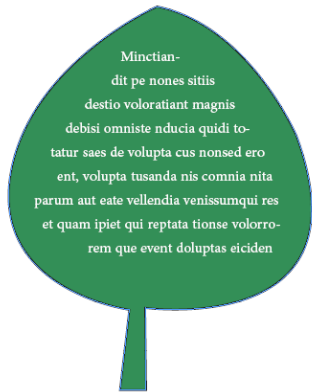 Minctian-
dit pe nones sitiis
destio voloratiant magnis
debisi omniste nducia quidi to-
tatur saes de volupta cus nonsed ero
ent, volupta tusanda nis comnia nita
parum aut eate vellendia venissumqui res
et quam ipiet qui reptata tionse volorro-
rem que event doluptas eiciden